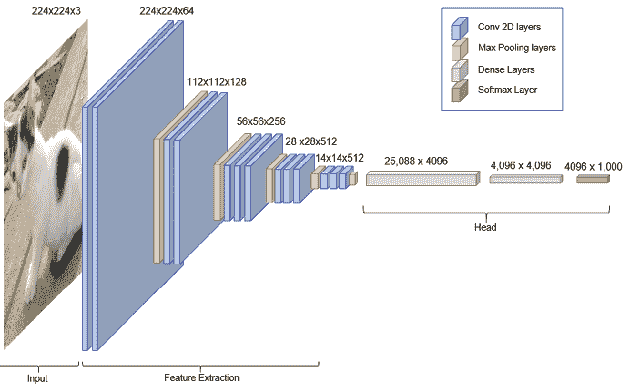 224x224x3
224x224x64
112x112x128
56x56x256
28 x28x512
14x14x512
25,088 x 4096
4,096 x 4,096
4096 x 1,000
Conv 2D layers
Max Pooling layers
Dense Layers
Softmax Layer
Head
Input
Feature Extraction